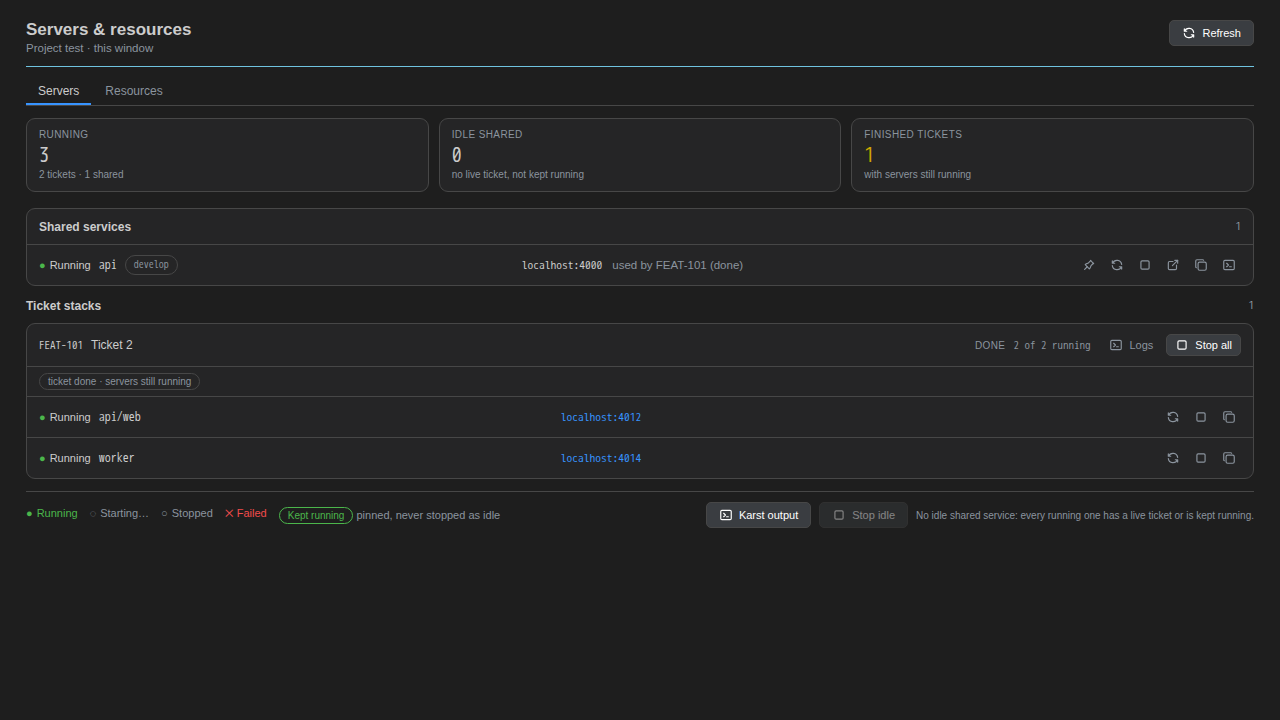 Servers & resources
Project test · this window
Refresh
Servers Resources
RUNNING
3
2 tickets · 1 shared
IDLE SHARED
0
no live ticket, not kept running
FINISHED TICKETS
1
with servers still running
Shared services 1
● Running api develop localhost:4000 used by FEAT-101 (done)
Ticket stacks 1
FEAT-101 Ticket 2 DONE 2 of 2 running Logs Stop all
ticket done · servers still running
● Running api/web localhost:4012
● Running worker localhost:4014
● Running ◌ Starting… ○ Stopped ✕ Failed Kept running pinned, never stopped as idle Karst output Stop idle No idle shared service: every running one has a live ticket or is kept running.